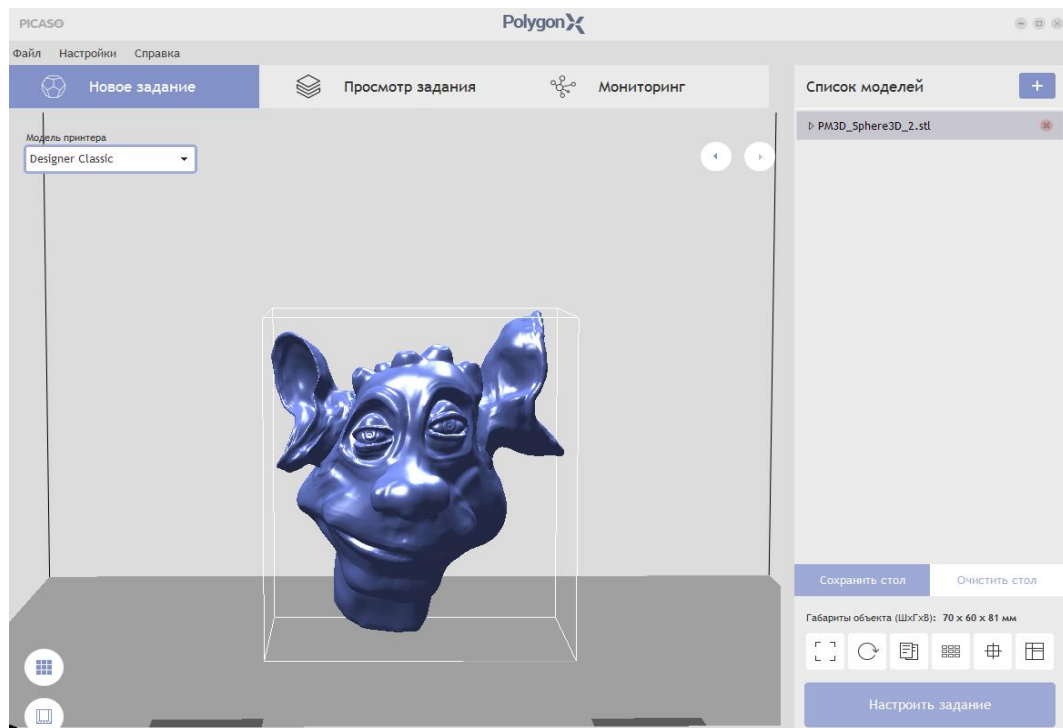 PICASO
Polygon X
Файл Настройки Справка
Новое задание
Просмотр задания
Мониторинг
Модель принтера
Designer Classic
Список моделей
+
PM3D_Sphere3D_2.stl
Сохранить стол
Очистить стол
Габариты объекта (ШхГхВ): 70 x 60 x 81 мм
Настроить задание